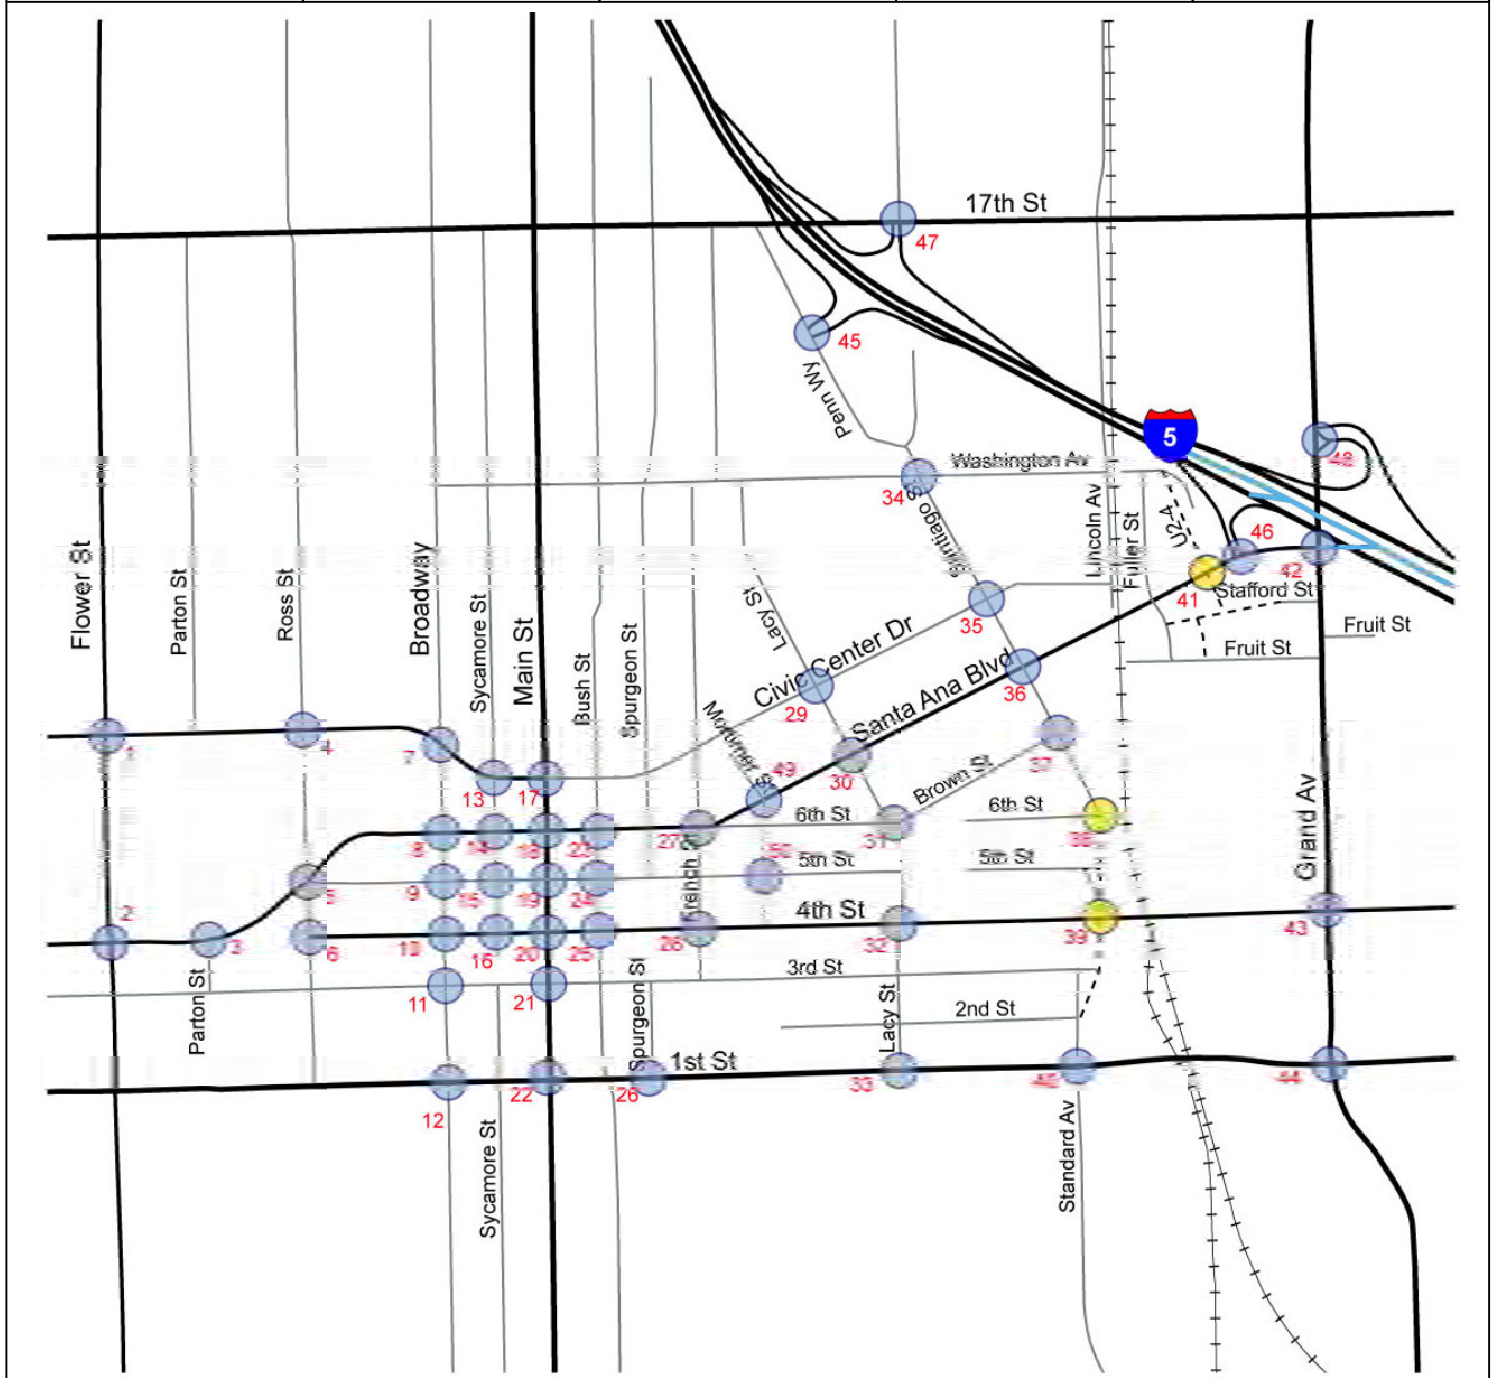 17th St
47
45
Penn Wy
5
48
Washington Av
34
Santiago St
Lincoln Av
Fuller St
U2-4
46
42
41
Stafford St
Fruit St
Fruit St
Flower St
Parton St
Ross St
Broadway
Sycamore St
Main St
Bush St
Spurgeon St
Lacy St
35
Civic Center Dr
29
Santa Ana Blvd
36
1
4
7
13
17
49
30
37
Brown St
6th St
6th St
8
14
18
23
27
31
38
5th St
5th St
5
9
19
24
French St
Grand Av
4th St
2
3
6
10
16
20
25
28
32
39
43
3rd St
Parton St
11
21
Spurgeon St
Lacy St
2nd St
1st St
12
22
26
33
44
Sycamore St
Standard Av